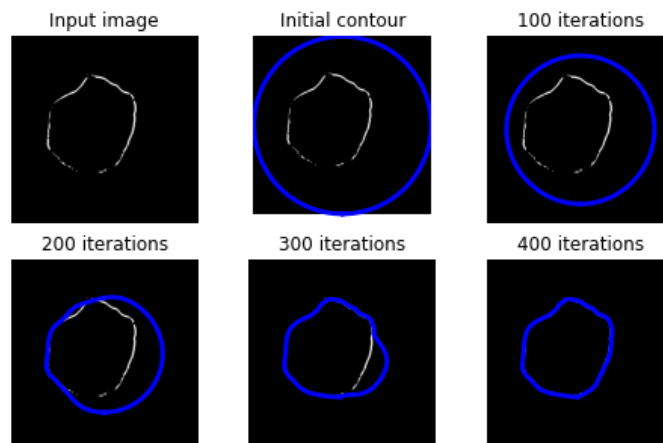 Input image
Initial contour
100 iterations
200 iterations
300 iterations
400 iterations